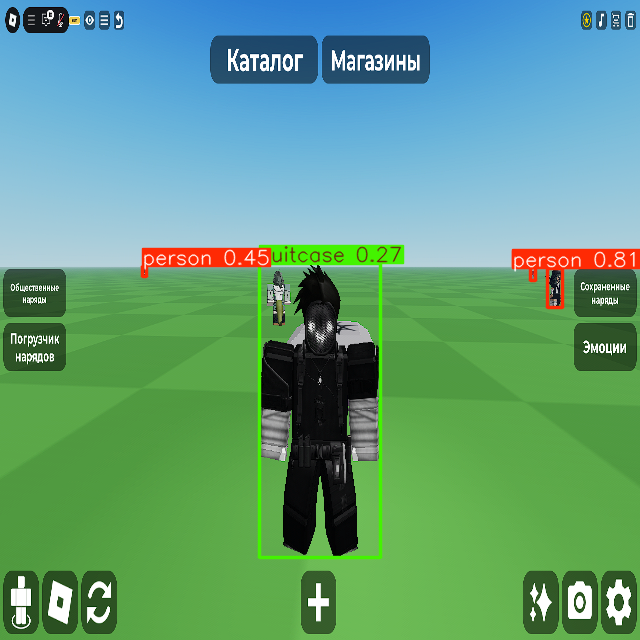 Каталог
Магазины
person 0.45
uitcase 0.27
person 0.81
Общественные
наряды
Сохраненные
наряды
Погрузчик
нарядов
Эмоции